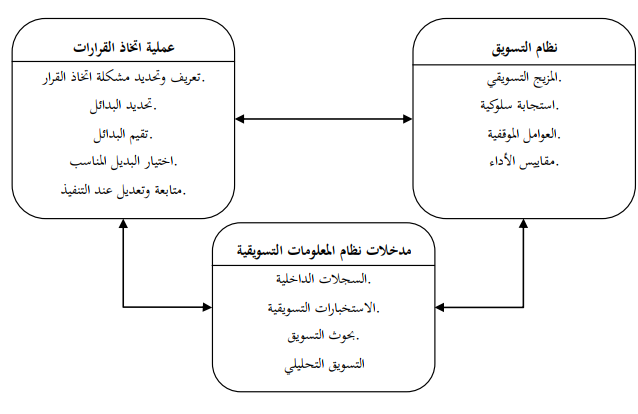 نظام التسويق
المزيج التسويقي.
استجابة سلوكية.
العوامل الموقفية.
مقاييس الأداء.
عملية اتخاذ القرارات
تعريف وتحديد مشكلة اتخاذ القرار.
تحديد البدائل.
تقيم البدائل.
اختيار البديل المناسب.
متابعة وتعديل عند التنفيذ.
مدخلات نظام المعلومات التسويقية
السجلات الداخلية.
الاستخبارات التسويقية.
بحوث التسويق.
التسويق التحليلي